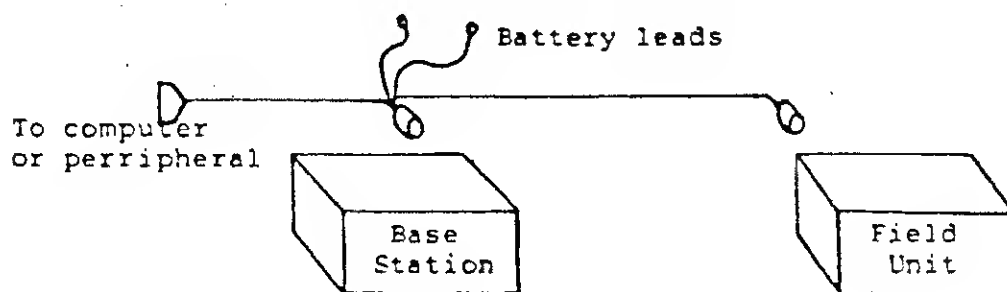 Battery leads
To computer
or perripheral
Base
Station
Field
Unit